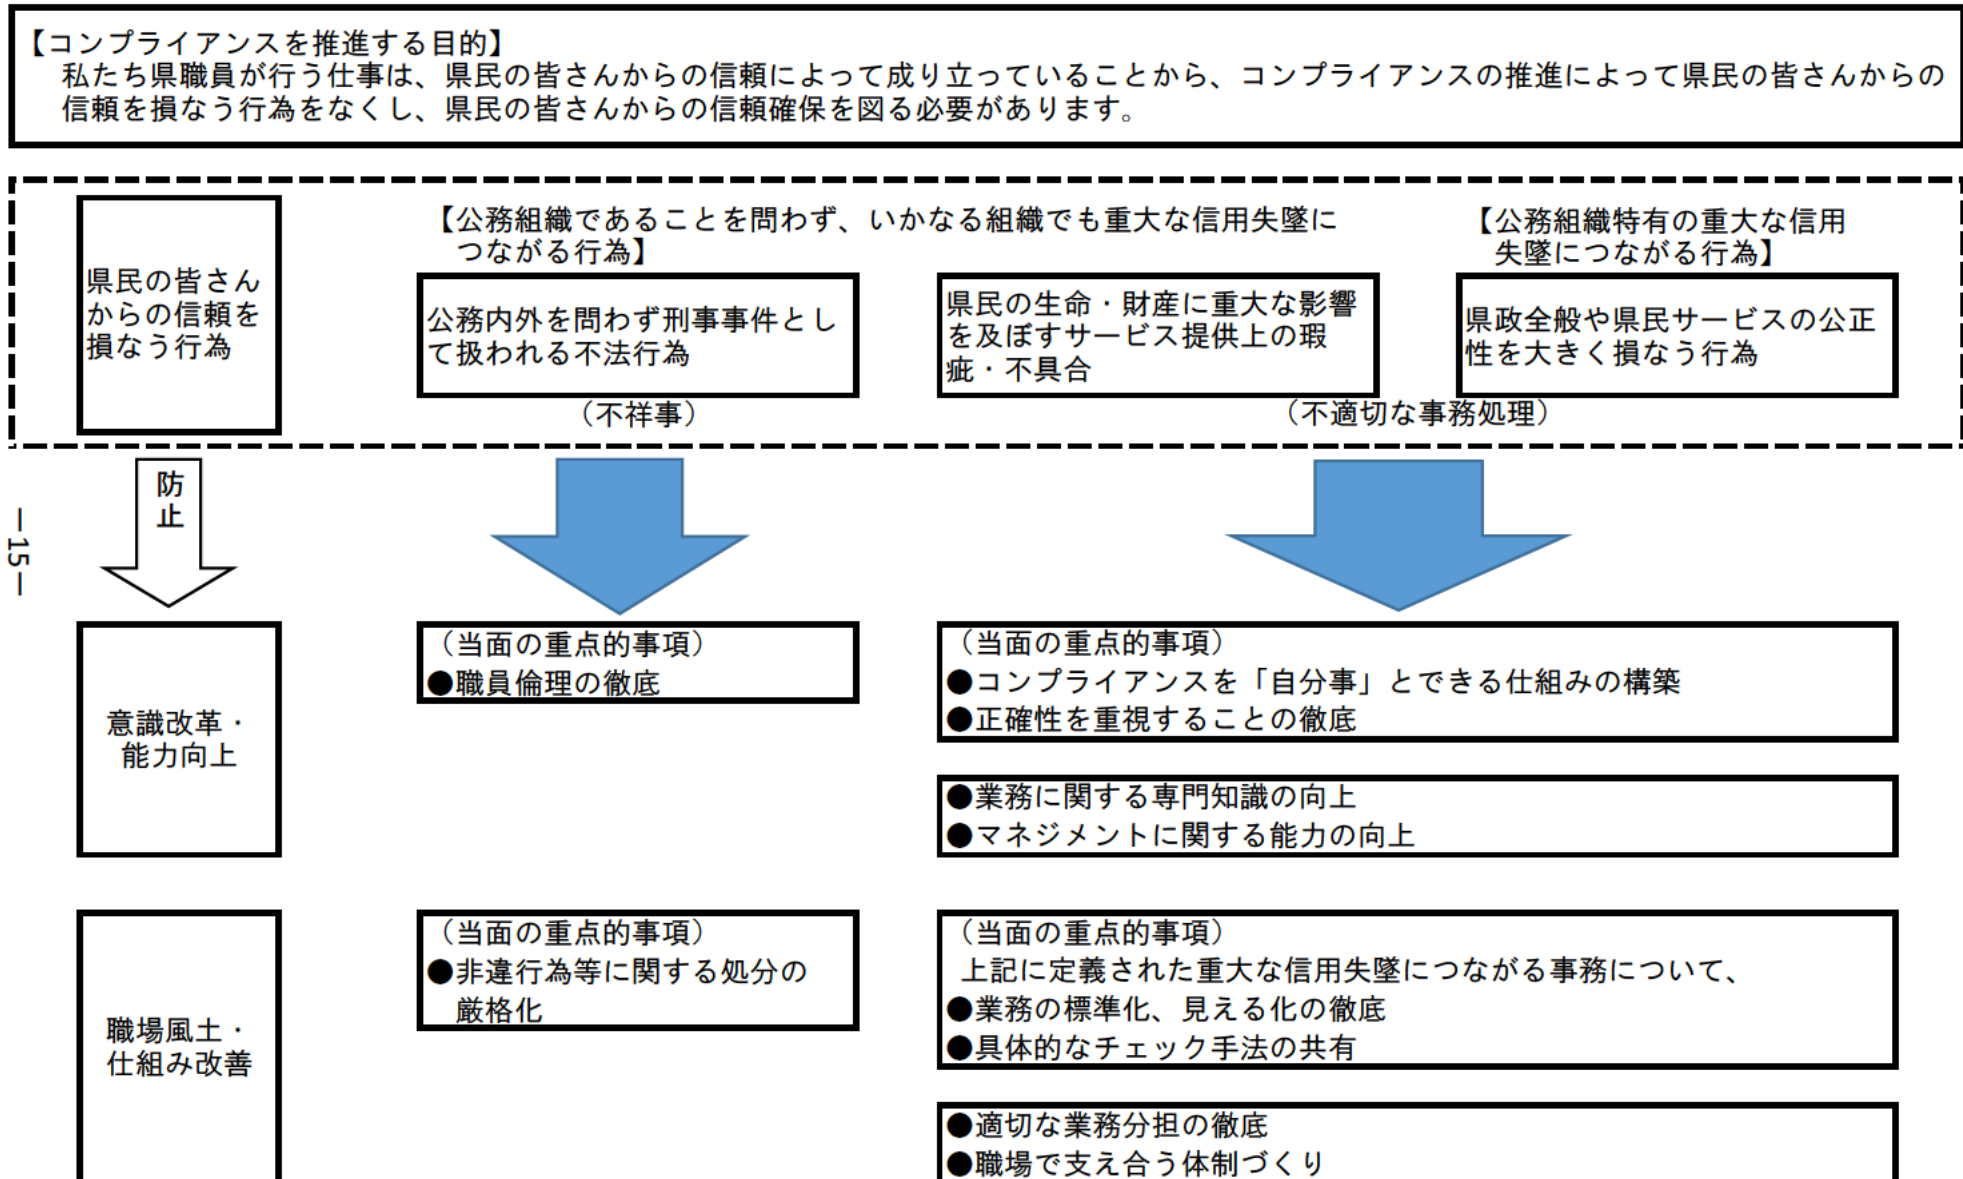 【コンプライアンスを推進する目的】
私たち県職員が行う仕事は、県民の皆さんからの信頼によって成り立っていることから、コンプライアンスの推進によって県民の皆さんからの
信頼を損なう行為をなくし、県民の皆さんからの信頼確保を図る必要があります。
県民の皆さん
からの信頼を
損なう行為
【公務組織であることを問わず、いかなる組織でも重大な信用失墜に
つながる行為】
公務内外を問わず刑事事件とし
て扱われる不法行為
（不祥事）
県民の生命・財産に重大な影響
を及ぼすサービス提供上の瑕
疵・不具合
【公務組織特有の重大な信用
失墜につながる行為】
県政全般や県民サービスの公正
性を大きく損なう行為
（不適切な事務処理）
防止
―15―
意識改革・
能力向上
（当面の重点的事項）
●職員倫理の徹底
（当面の重点的事項）
●コンプライアンスを「自分事」とできる仕組みの構築
●正確性を重視することの徹底
●業務に関する専門知識の向上
●マネジメントに関する能力の向上
職場風土・
仕組み改善
（当面の重点的事項）
●非違行為等に関する処分の
厳格化
（当面の重点的事項）
上記に定義された重大な信用失墜につながる事務について、
●業務の標準化、見える化の徹底
●具体的なチェック手法の共有
●適切な業務分担の徹底
●職場で支え合う体制づくり